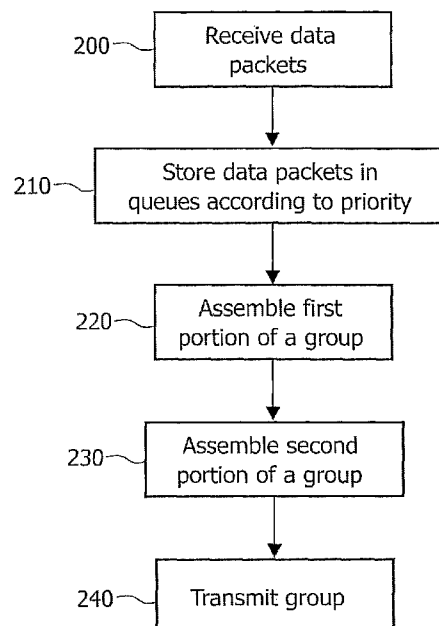 200
Receive data
packets
210
Store data packets in
queues according to priority
220
Assemble first
portion of a group
230
Assemble second
portion of a group
240
Transmit group